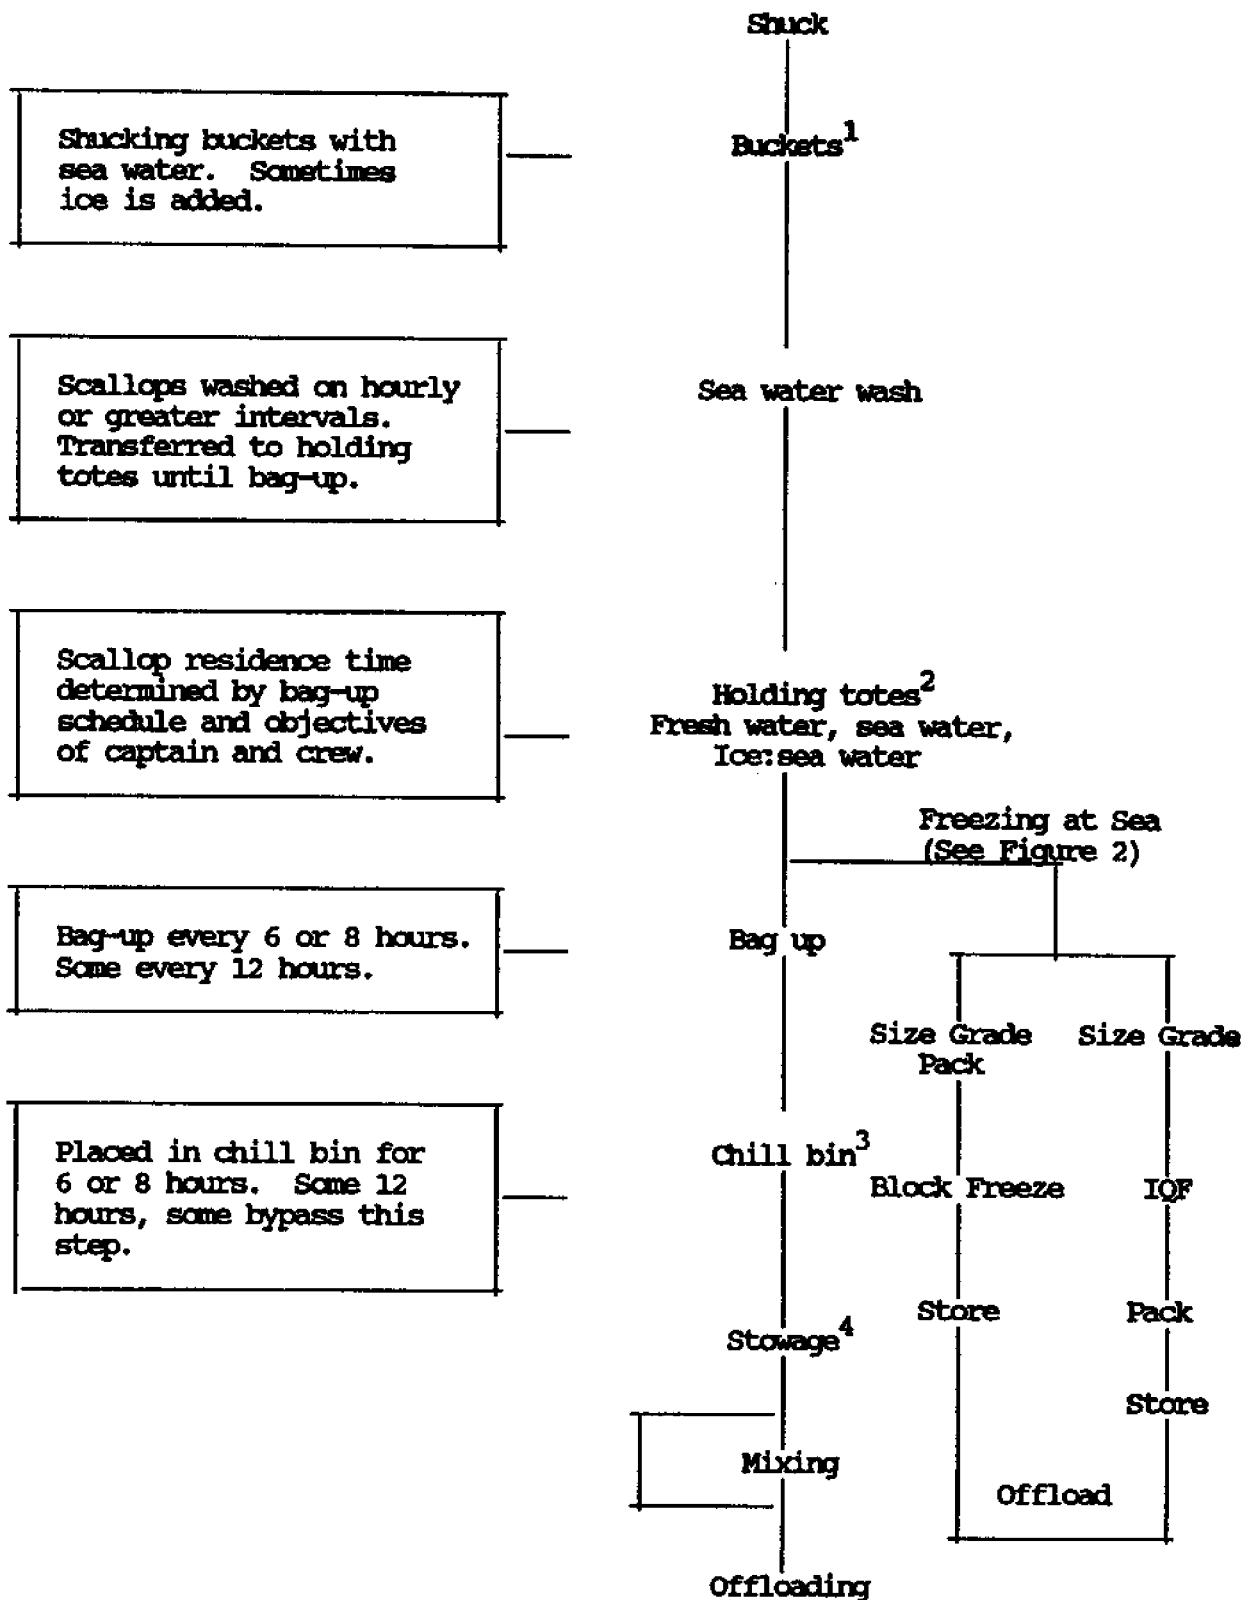 Shuck
Shucking buckets with
sea water. Sometimes
ice is added.
Buckets1
Scallops washed on hourly
or greater intervals.
Transferred to holding
totes until bag-up.
Sea water wash
Scallop residence time
determined by bag-up
schedule and objectives
of captain and crew.
Holding totes2
Fresh water, sea water,
Ice:sea water
Freezing at Sea
(See Figure 2)
Bag-up every 6 or 8 hours.
Some every 12 hours.
Bag up
Size Grade
Pack
Size Grade
Placed in chill bin for
6 or 8 hours. Some 12
hours, some bypass this
step.
Chill bin3
Block Freeze
IQF
Store
Pack
Stowage4
Store
Mixing
Offload
Offloading